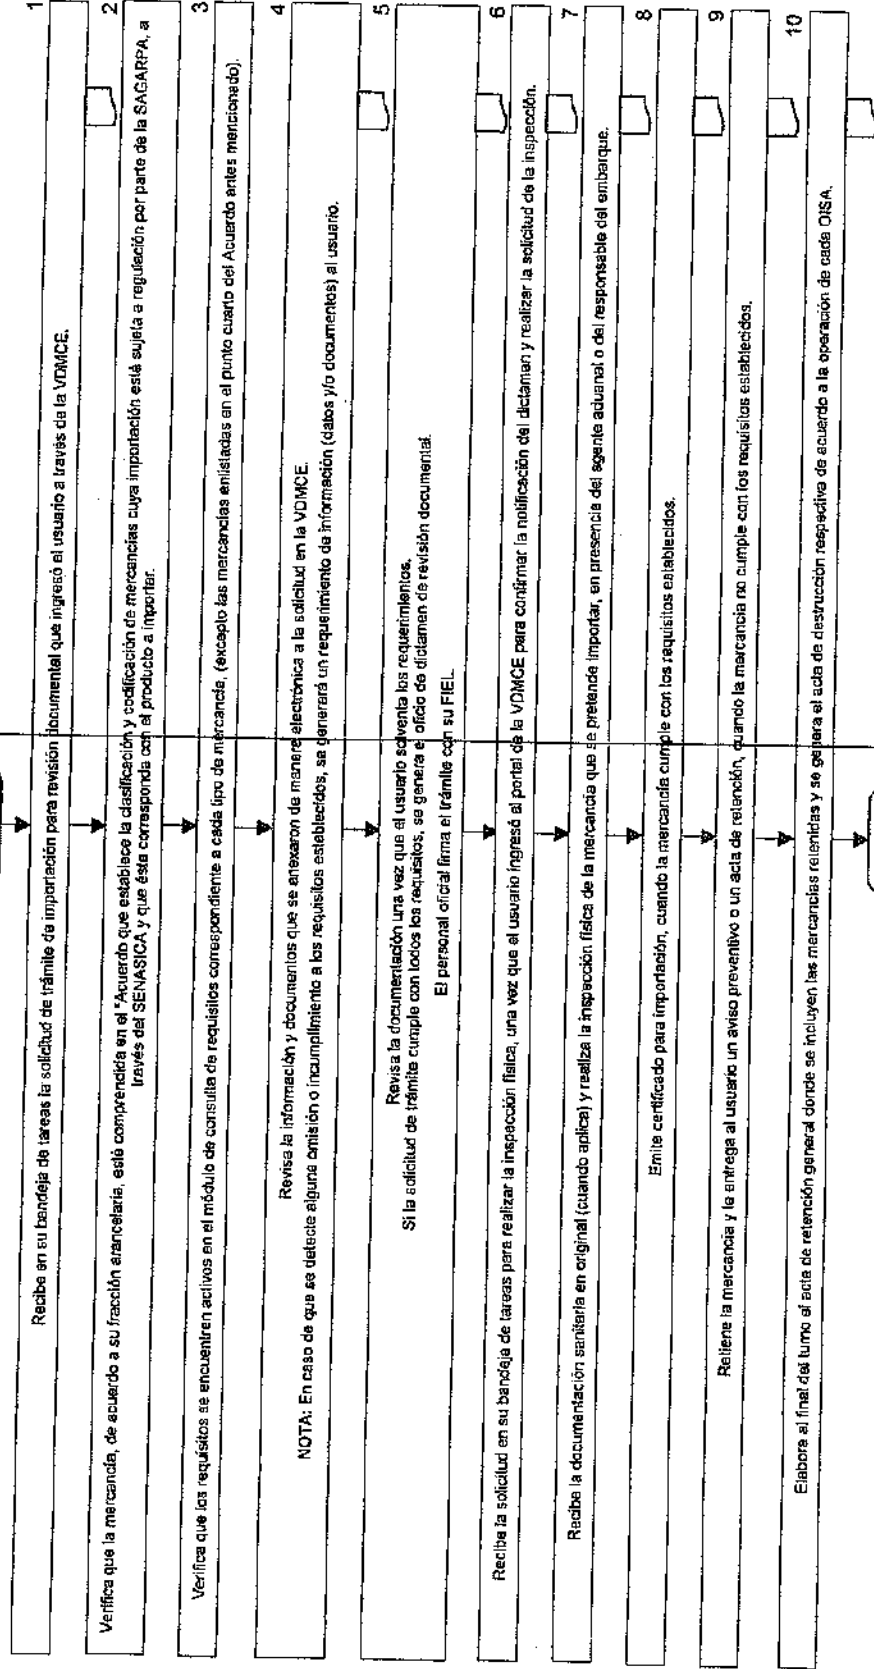 1
Recibe en su bandeja de tareas la solicitud de trámite de importación para revisión documental que ingresó el usuario a través de la VDMCE.
2
Verifica que la mercancía, de acuerdo a su fracción arancelaria, esté comprendida en el "Acuerdo que establece la clasificación y codificación de mercancías cuya importación está sujeta a regulación por parte de la SAGARPA, a
través del SENASICA y que ésta corresponda con el producto a importar.
3
Verifica que los requisitos se encuentren activos en el módulo de consulta de requisitos correspondiente a cada tipo de mercancía, (excepto las mercancías enlistadas en el punto cuarto del Acuerdo antes mencionado).
4
Revisa la información y documentos que se anexaron de manera electrónica a la solicitud en la VDMCE.
NOTA: En caso de que se detecte alguna omisión o incumplimiento a los requisitos establecidos, se generará un requerimiento de información (datos y/o documentos) al usuario.
5
Revisa la documentación una vez que el usuario solventa los requerimientos.
Si la solicitud de trámite cumple con todos los requisitos, se genera el oficio de dictamen de revisión documental.
El personal oficial firma el trámite con su FIEL.
6
Recibe la solicitud en su bandeja de tareas para realizar la inspección física, una vez que el usuario ingresó al portal de la VDMCE para confirmar la notificación del dictamen y realizar la solicitud de la inspección.
7
Recibe la documentación sanitaria en original (cuando aplica) y realiza la inspección física de la mercancía que se pretende importar, en presencia del agente aduanal o del responsable del embarque.
8
Emite certificado para importación, cuando la mercancía cumple con los requisitos establecidos.
9
Retiene la mercancía y le entrega al usuario un aviso preventivo o un acta de retención, cuando la mercancía no cumple con los requisitos establecidos.
10
Elabora al final del turno el acta de retención general donde se incluyen las mercancías retenidas y se genera el acta de destrucción respectiva de acuerdo a la operación de cada OISA.